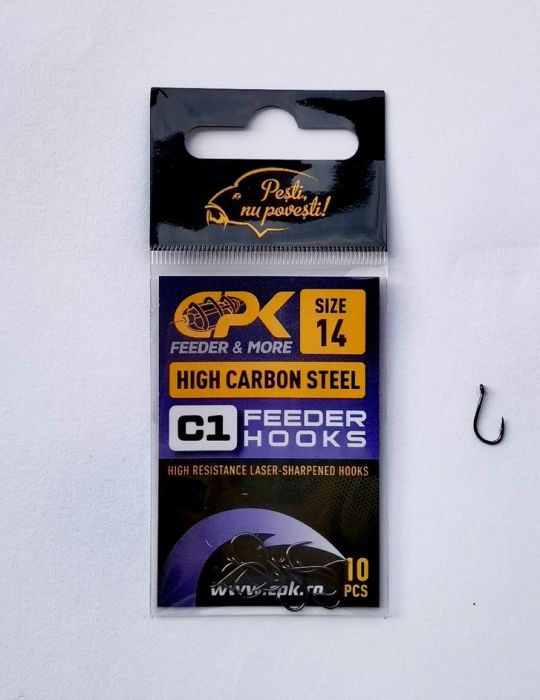 Pești,
nu povești!
CPK
FEEDER & MORE
SIZE
14
HIGH CARBON STEEL
C1
FEEDER
HOOKS
HIGH RESISTANCE LASER-SHARPENED HOOKS
10
PCS
www.cpk.ro